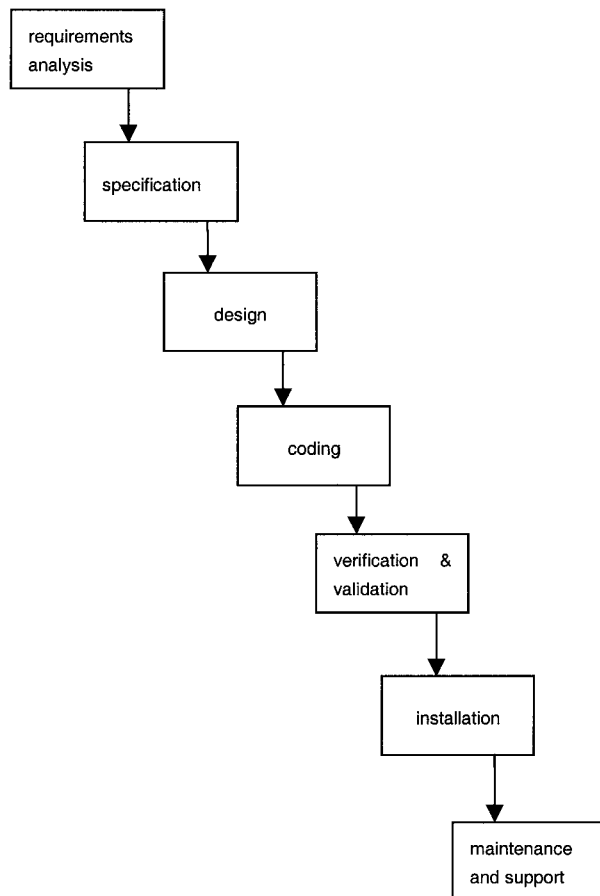 requirements
analysis
specification
design
coding
verification &
validation
installation
maintenance
and support